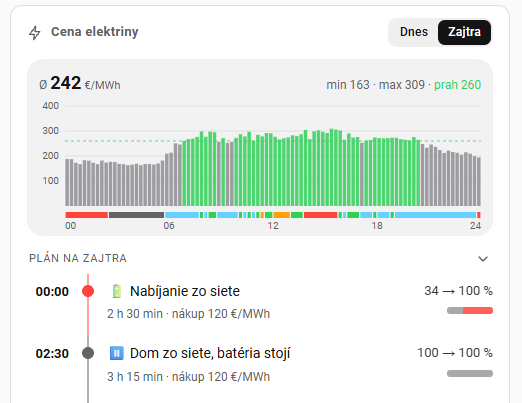 Cena elektriny
Dnes Zajtra
Ø 242 €/MWh
min 163 · max 309 · prah 260
400
300
200
100
00 06 12 18 24
PLÁN NA ZAJTRA
00:00 Nabíjanie zo siete 34 → 100 %
2 h 30 min · nákup 120 €/MWh
02:30 Dom zo siete, batéria stojí 100 → 100 %
3 h 15 min · nákup 120 €/MWh